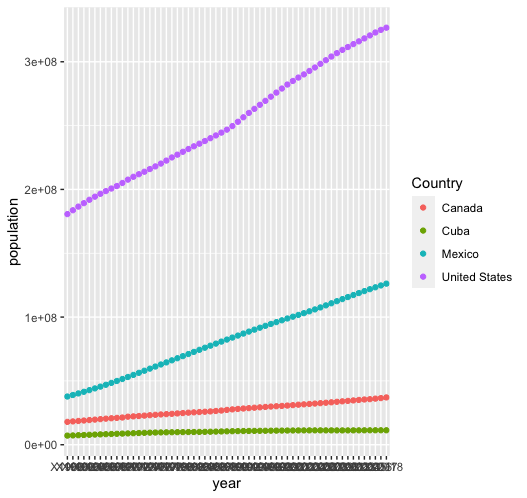 3e+08
2e+08
1e+08
0e+00
population
year
Country
Canada
Cuba
Mexico
United States